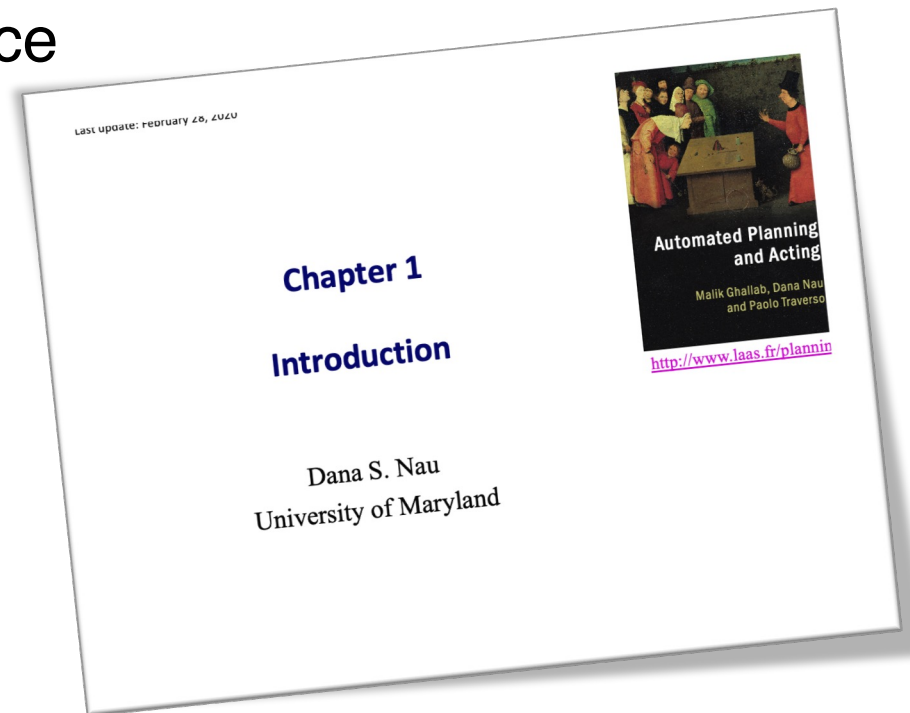 ce
Last update: February 28, 2020
Automated Planning
and Acting
Malik Ghallab, Dana Nau
and Paolo Traverso
http://www.laas.fr/plannin
Chapter 1
Introduction
Dana S. Nau
University of Maryland